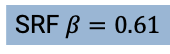 SRF 𝛽 = 0.61